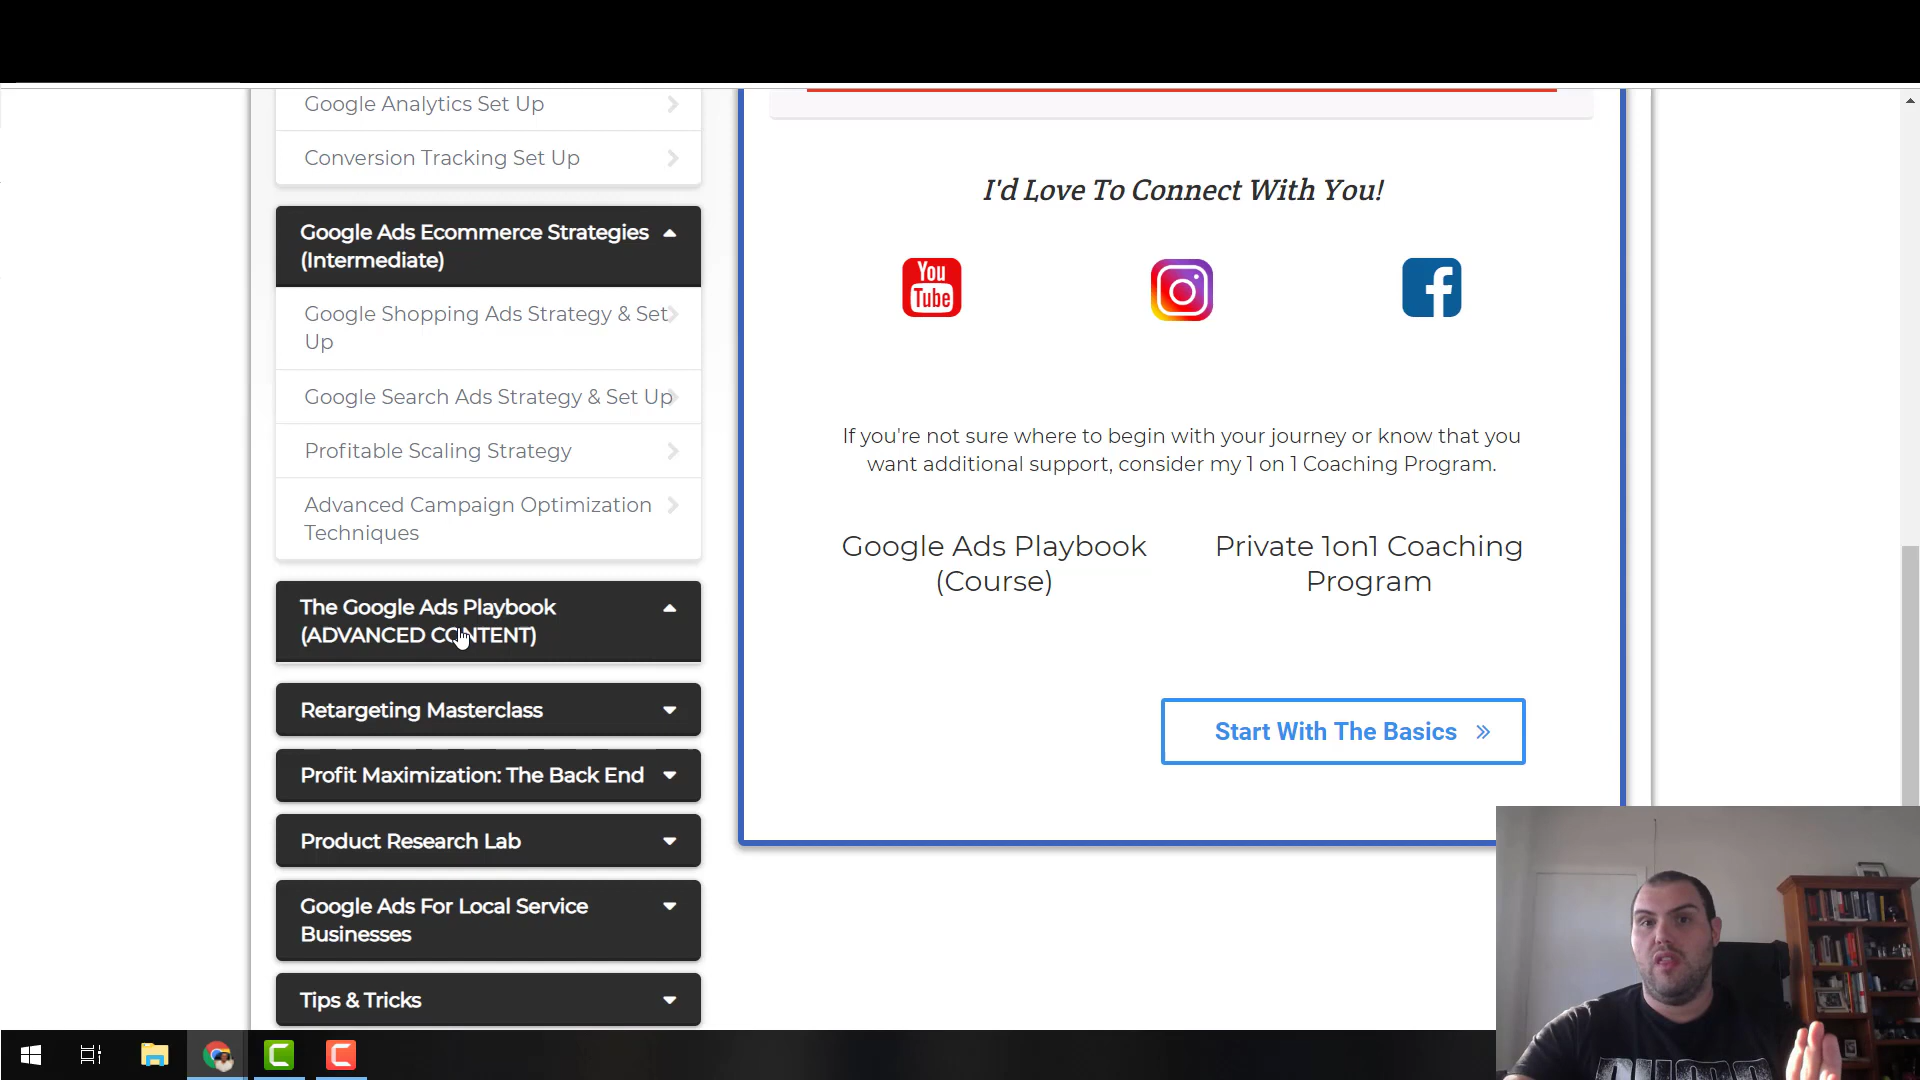 Google Analytics Set Up
Conversion Tracking Set Up
Google Ads Ecommerce Strategies
(Intermediate)
Google Shopping Ads Strategy & Set
Up
Google Search Ads Strategy & Set Up
Profitable Scaling Strategy
Advanced Campaign Optimization
Techniques
The Google Ads Playbook
(ADVANCED CONTENT)
Retargeting Masterclass
Profit Maximization: The Back End
Product Research Lab
Google Ads For Local Service
Businesses
Tips & Tricks
I'd Love To Connect With You!
You
Tube
If you're not sure where to begin with your journey or know that you
want additional support, consider my 1 on 1 Coaching Program.
Google Ads Playbook
(Course)
Private 1on1 Coaching
Program
Start With The Basics »